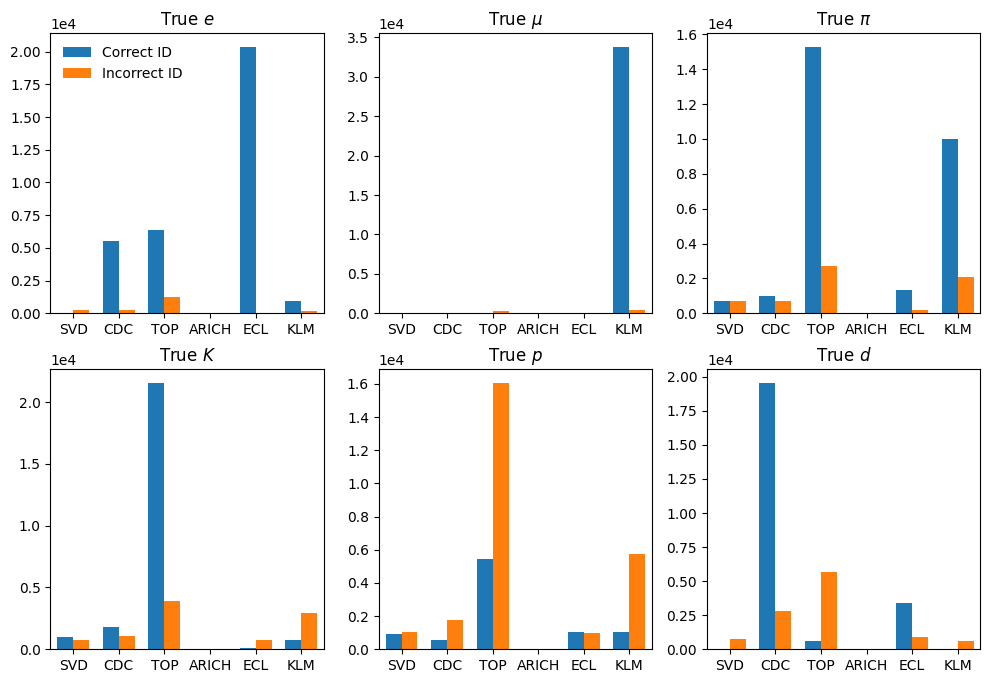 True e
True μ
True π
1e4
1e4
1e4
Correct ID
Incorrect ID
2.00
1.75
1.50
1.25
1.00
0.75
0.50
0.25
0.00
3.5
3.0
2.5
2.0
1.5
1.0
0.5
0.0
1.6
1.4
1.2
1.0
0.8
0.6
0.4
0.2
0.0
SVD CDC TOP ARICH ECL KLM
SVD CDC TOP ARICH ECL KLM
SVD CDC TOP ARICH ECL KLM
True K
True p
True d
1e4
1e4
1e4
2.0
1.5
1.0
0.5
0.0
1.6
1.4
1.2
1.0
0.8
0.6
0.4
0.2
0.0
2.00
1.75
1.50
1.25
1.00
0.75
0.50
0.25
0.00
SVD CDC TOP ARICH ECL KLM
SVD CDC TOP ARICH ECL KLM
SVD CDC TOP ARICH ECL KLM